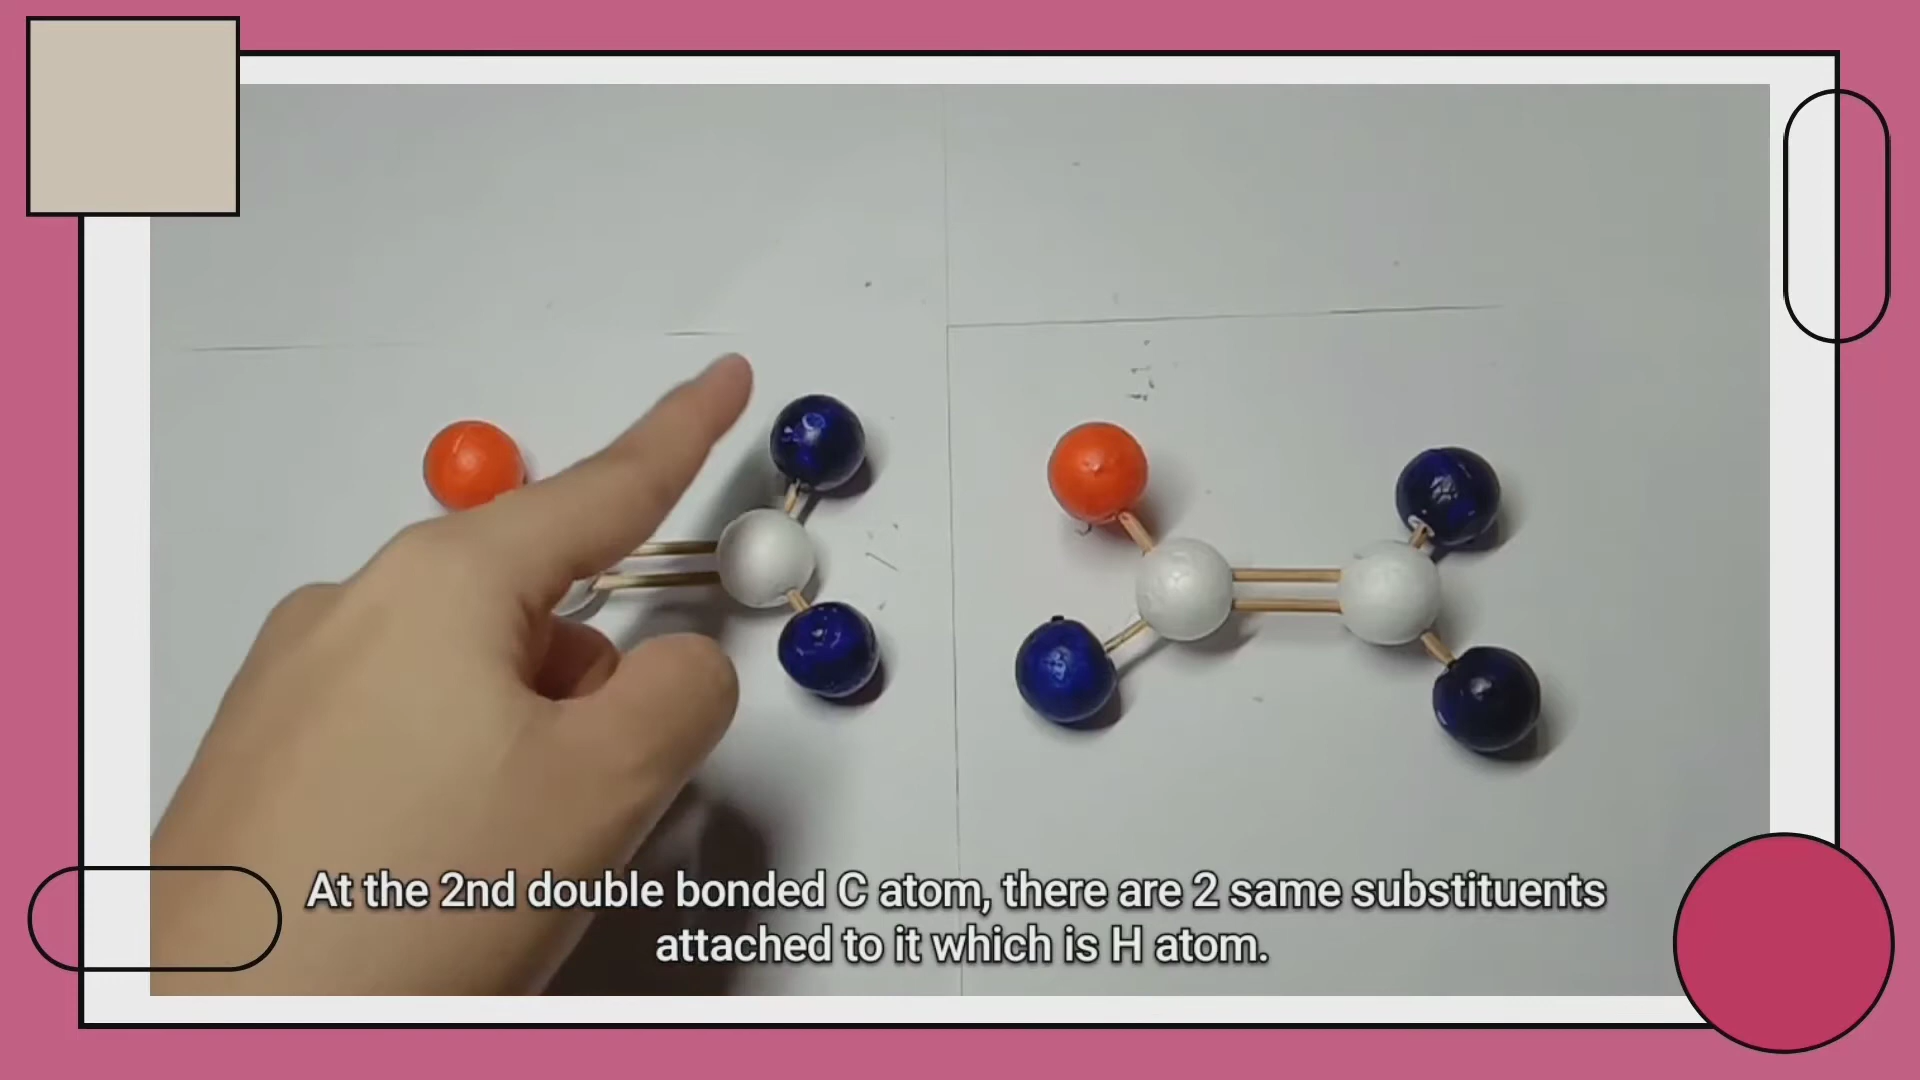 At the 2nd double bonded C atom, there are 2 same substituents
attached to it which is H atom.